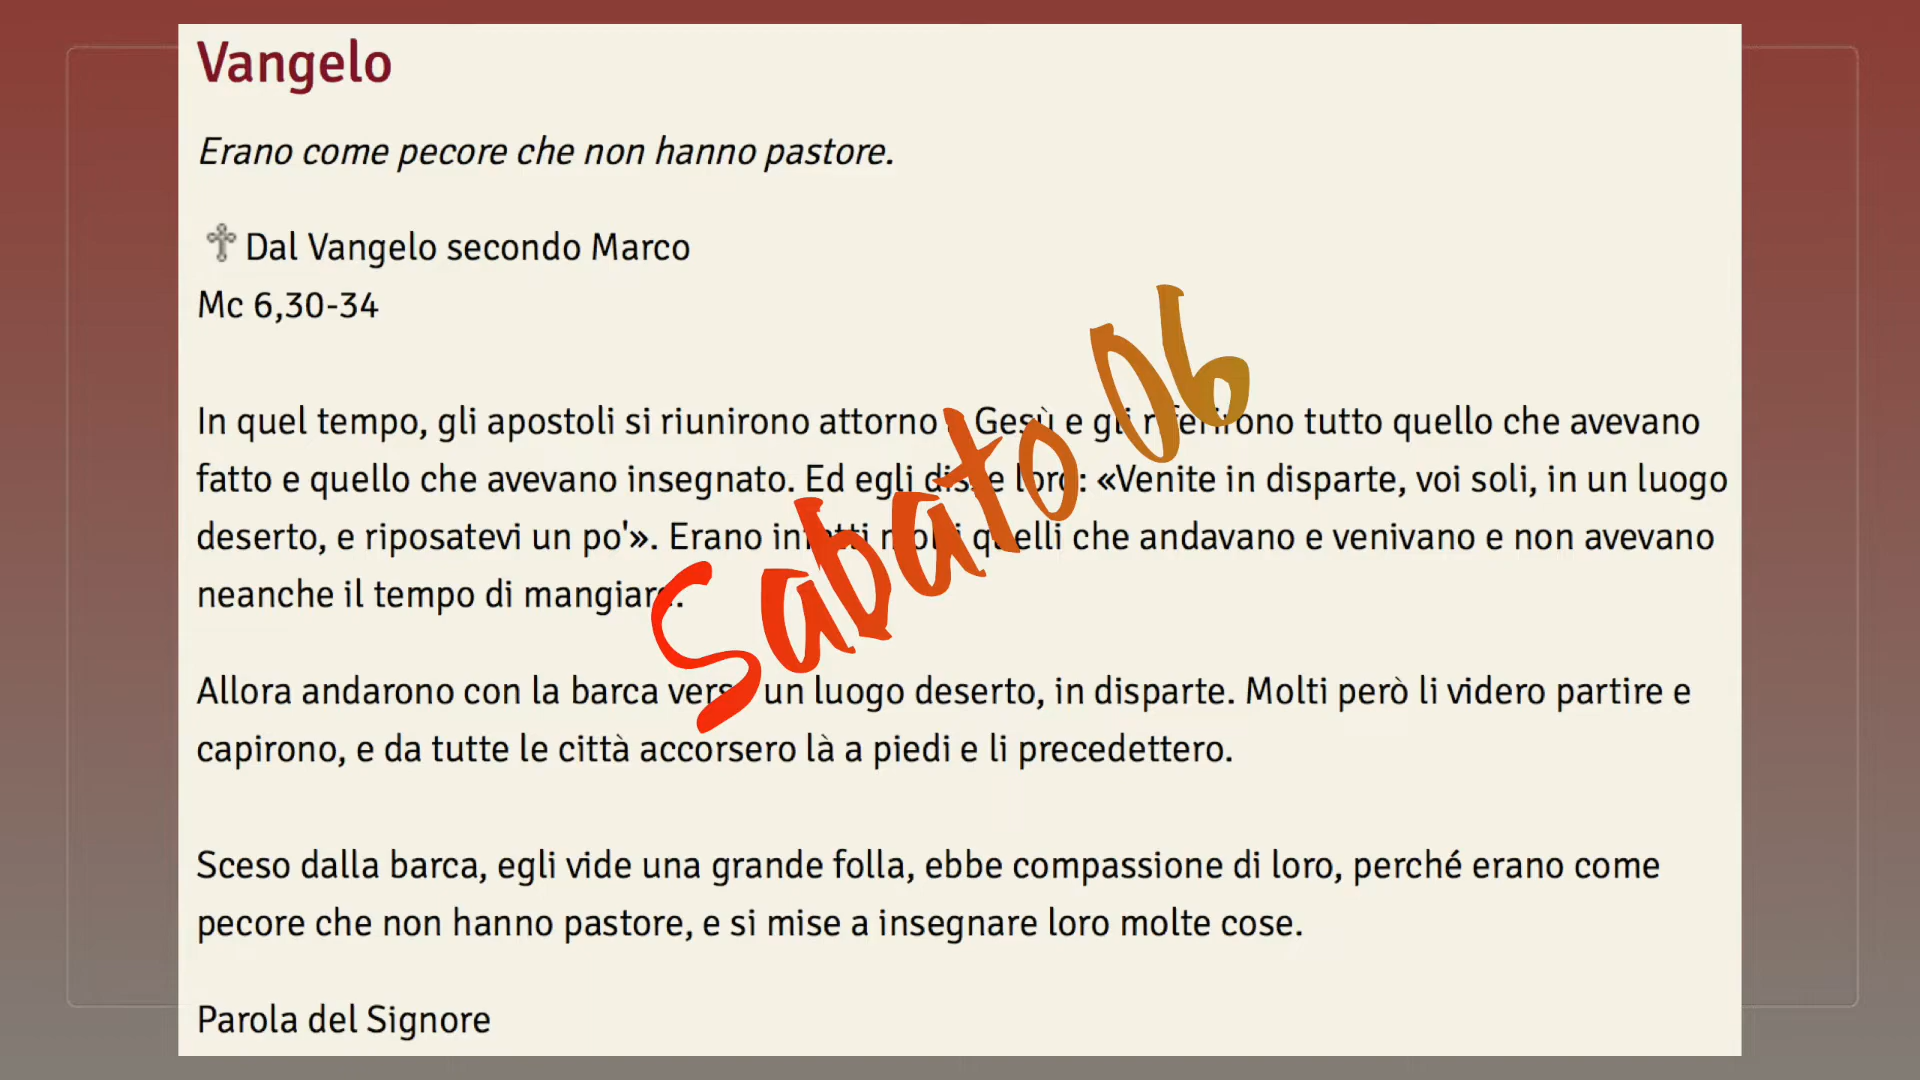 Vangelo
Erano come pecore che non hanno pastore.
Dal Vangelo secondo Marco
Mc 6,30-34
In quel tempo, gli apostoli si riunirono attorno Gesù e gli riferirono tutto quello che avevano
fatto e quello che avevano insegnato. Ed egli disse loro: «Venite in disparte, voi soli, in un luogo
deserto, e riposatevi un po'». Erano infatti molti quelli che andavano e venivano e non avevano
neanche il tempo di mangiare.
Allora andarono con la barca verso un luogo deserto, in disparte. Molti però li videro partire e
capirono, e da tutte le città accorsero là a piedi e li precedettero.
Sceso dalla barca, egli vide una grande folla, ebbe compassione di loro, perché erano come
pecore che non hanno pastore, e si mise a insegnare loro molte cose.
Parola del Signore
Sabato 06